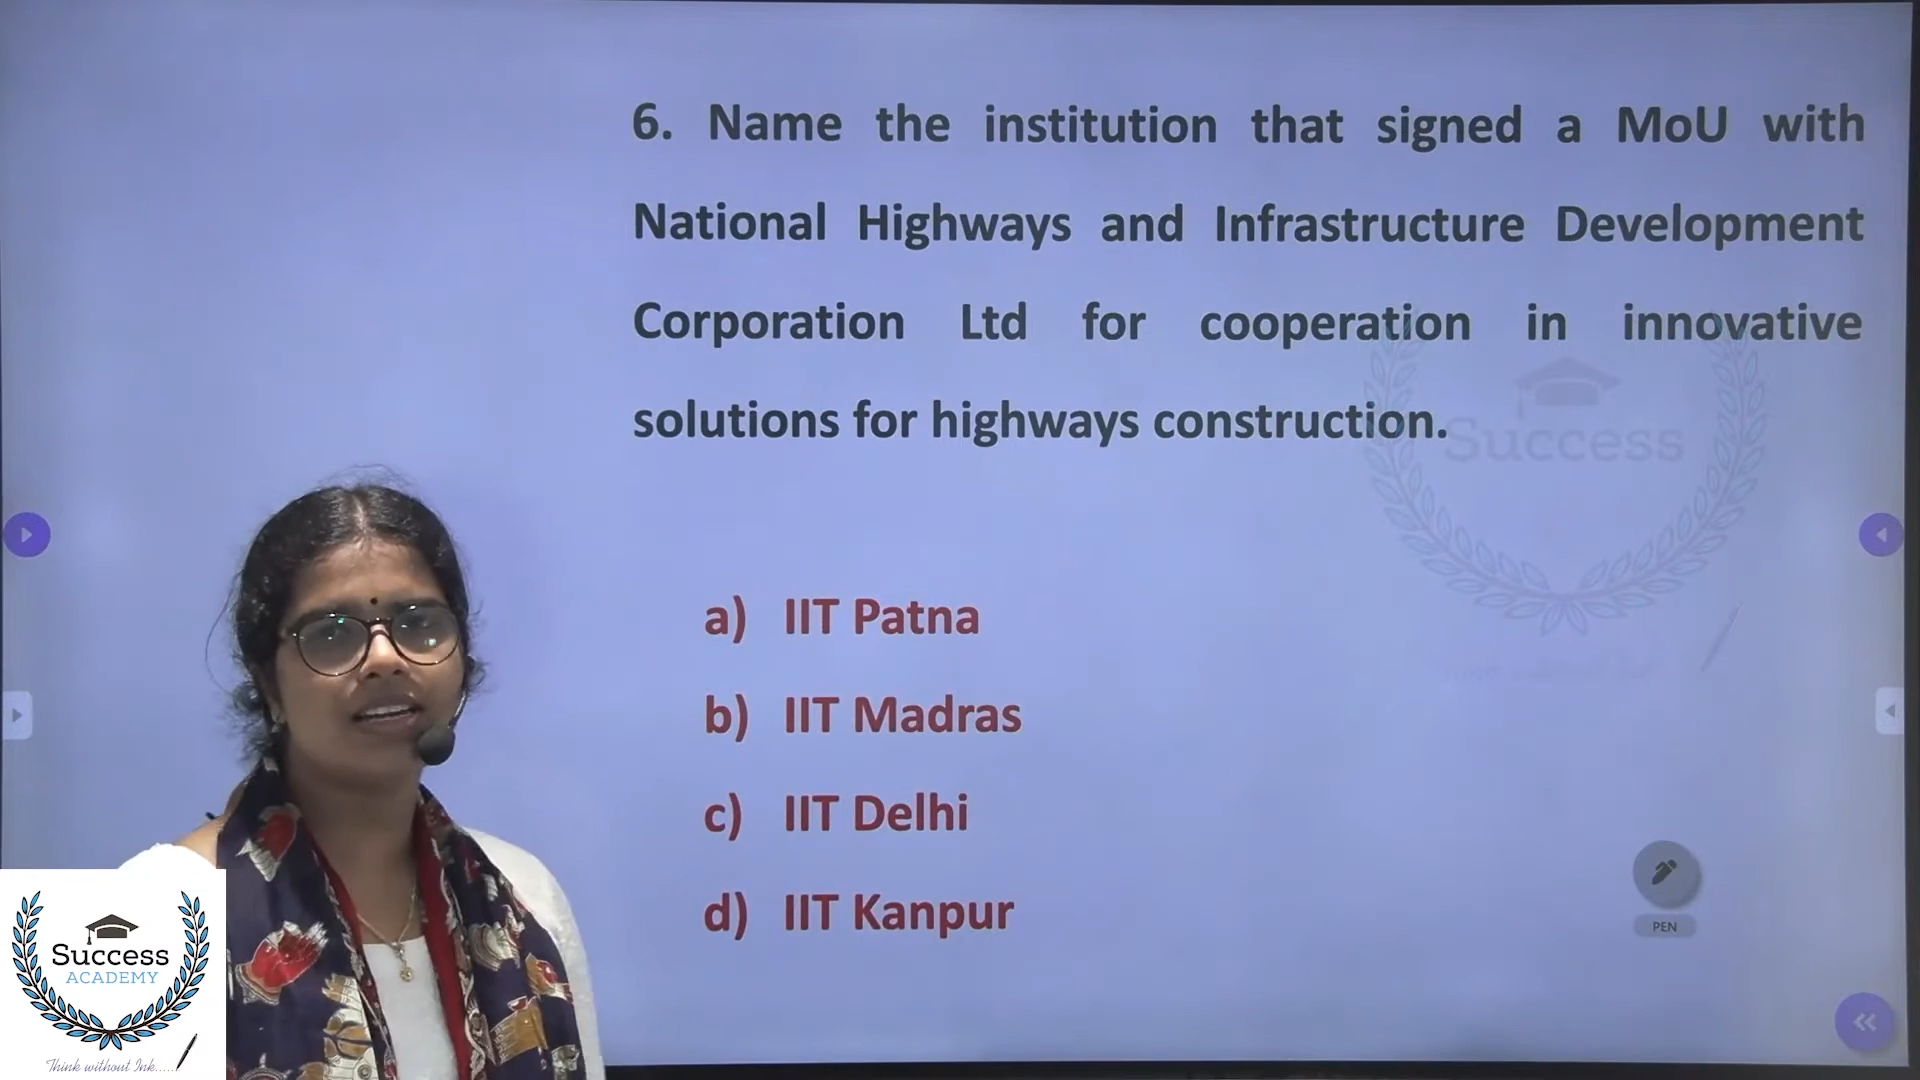 6. Name the institution that signed a MoU with
National Highways and Infrastructure Development
Corporation Ltd for cooperation in innovative
solutions for highways construction.
Success
a) IIT Patna
b) IIT Madras
c) IIT Delhi
d) IIT Kanpur
PEN
Success
ACADEMY
Think without Ink.....